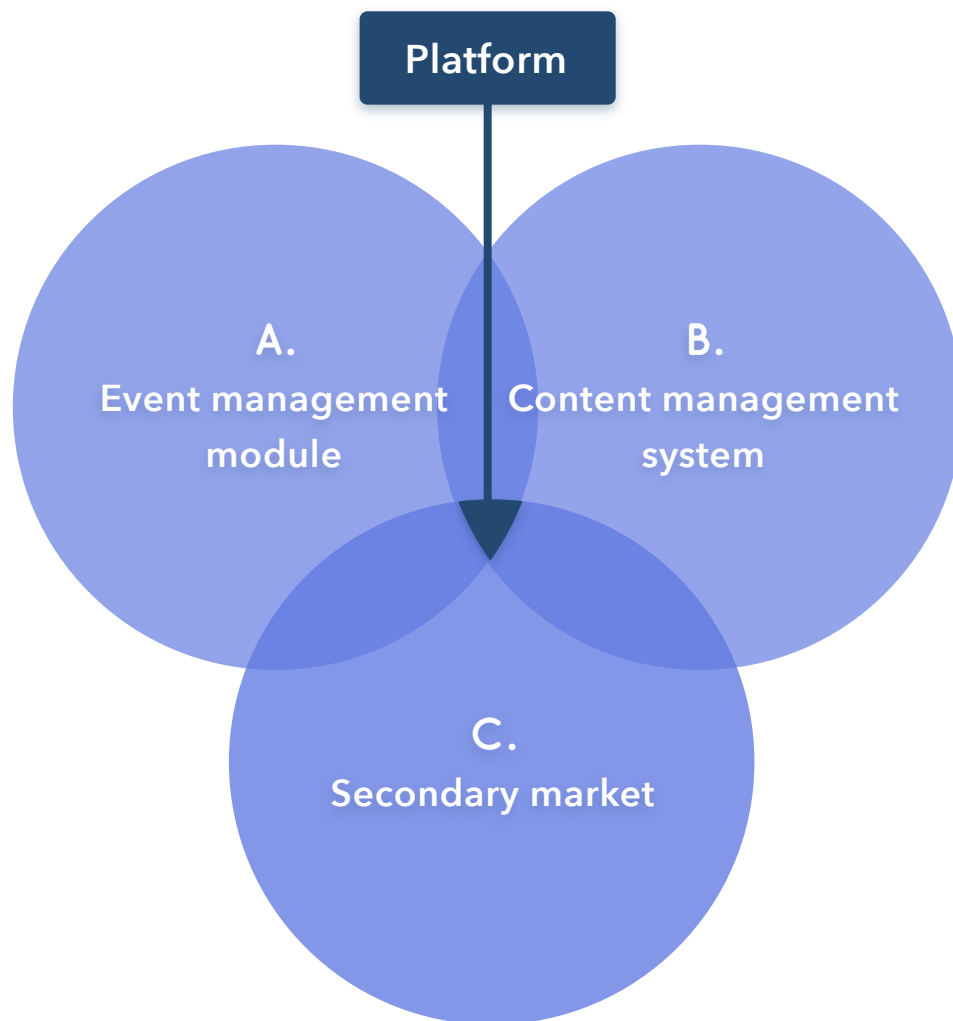 Platform
A.
Event management
module
B.
Content management
system
C.
Secondary market